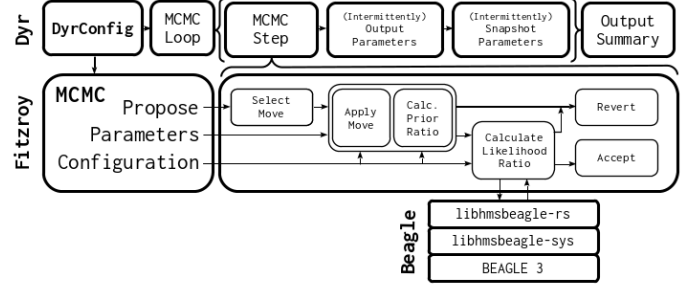 Dyr
DyrConfig
MCMC
Loop
MCMC
Step
(Intermittently)
Output
Parameters
(Intermittently)
Snapshot
Parameters
Output
Summary
Fitzroy
MCMC
Propose
Parameters
Configuration
Select
Move
Apply
Move
Calc.
Prior
Ratio
Calculate
Likelihood
Ratio
Revert
Accept
Beagle
libhmsbeagle-rs
libhmsbeagle-sys
BEAGLE 3